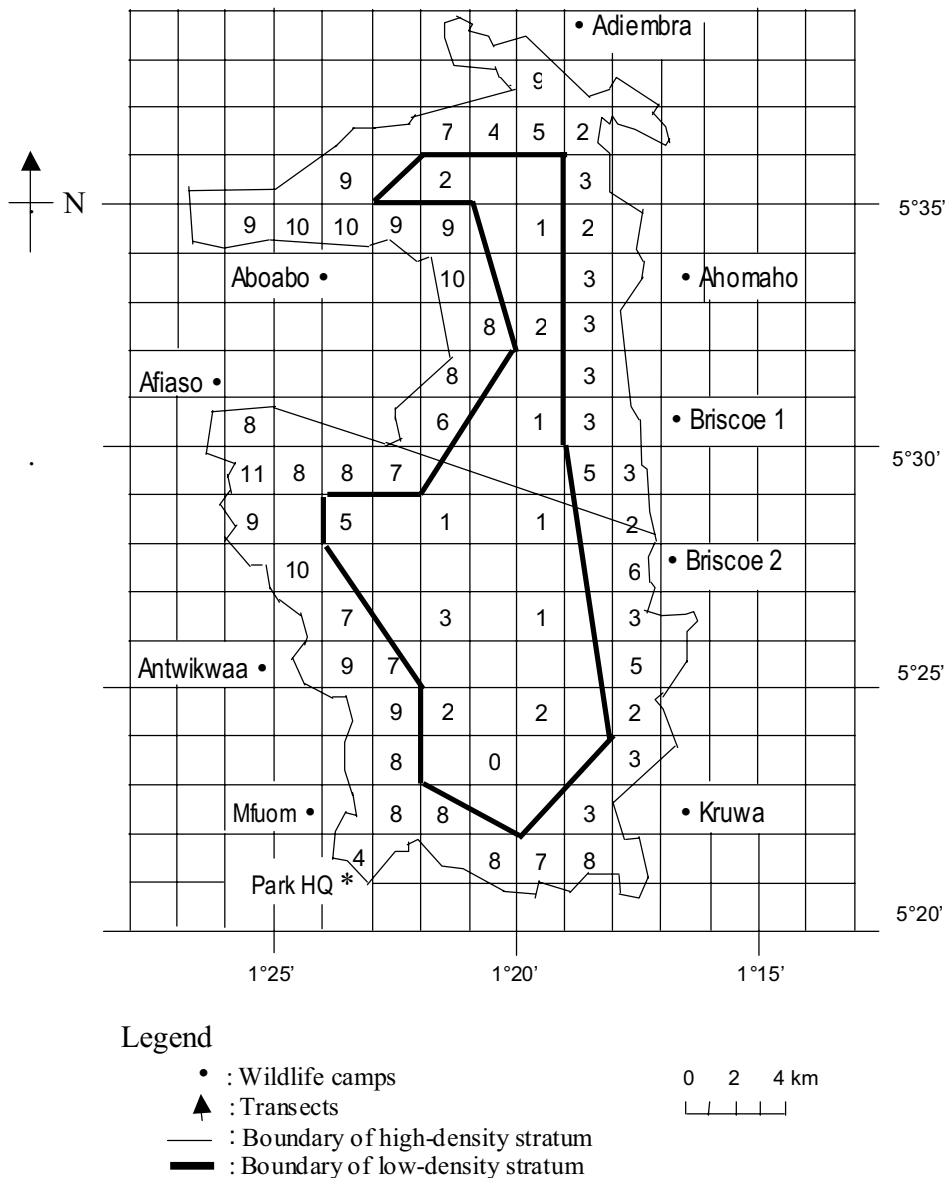 Adiembra
9
7 4 5 2
9 2 3
N 5°35’
9 10 10 9 9 1 2
Aboabo 10 3 Ahomaho
8 2 3
Afiaso 8 3
8 6 1 3 Briscoe 1
5°30’
11 8 8 7 5 3
9 5 1 1 2
10 6 Briscoe 2
7 3 1 3
Antwikwaa 9 7 5
5°25’
9 2 2 2
8 0 3
Mfuom 8 8 3 Kruwa
4 8 7 8
Park HQ *
5°20’
1°25’ 1°20’ 1°15’
Legend
: Wildlife camps
: Transects
: Boundary of high-density stratum
: Boundary of low-density stratum
0 2 4 km